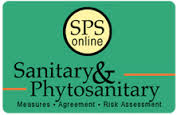 SPS
online
Sanitary &
Phytosanitary
Measures • Agreement • Risk Assessment